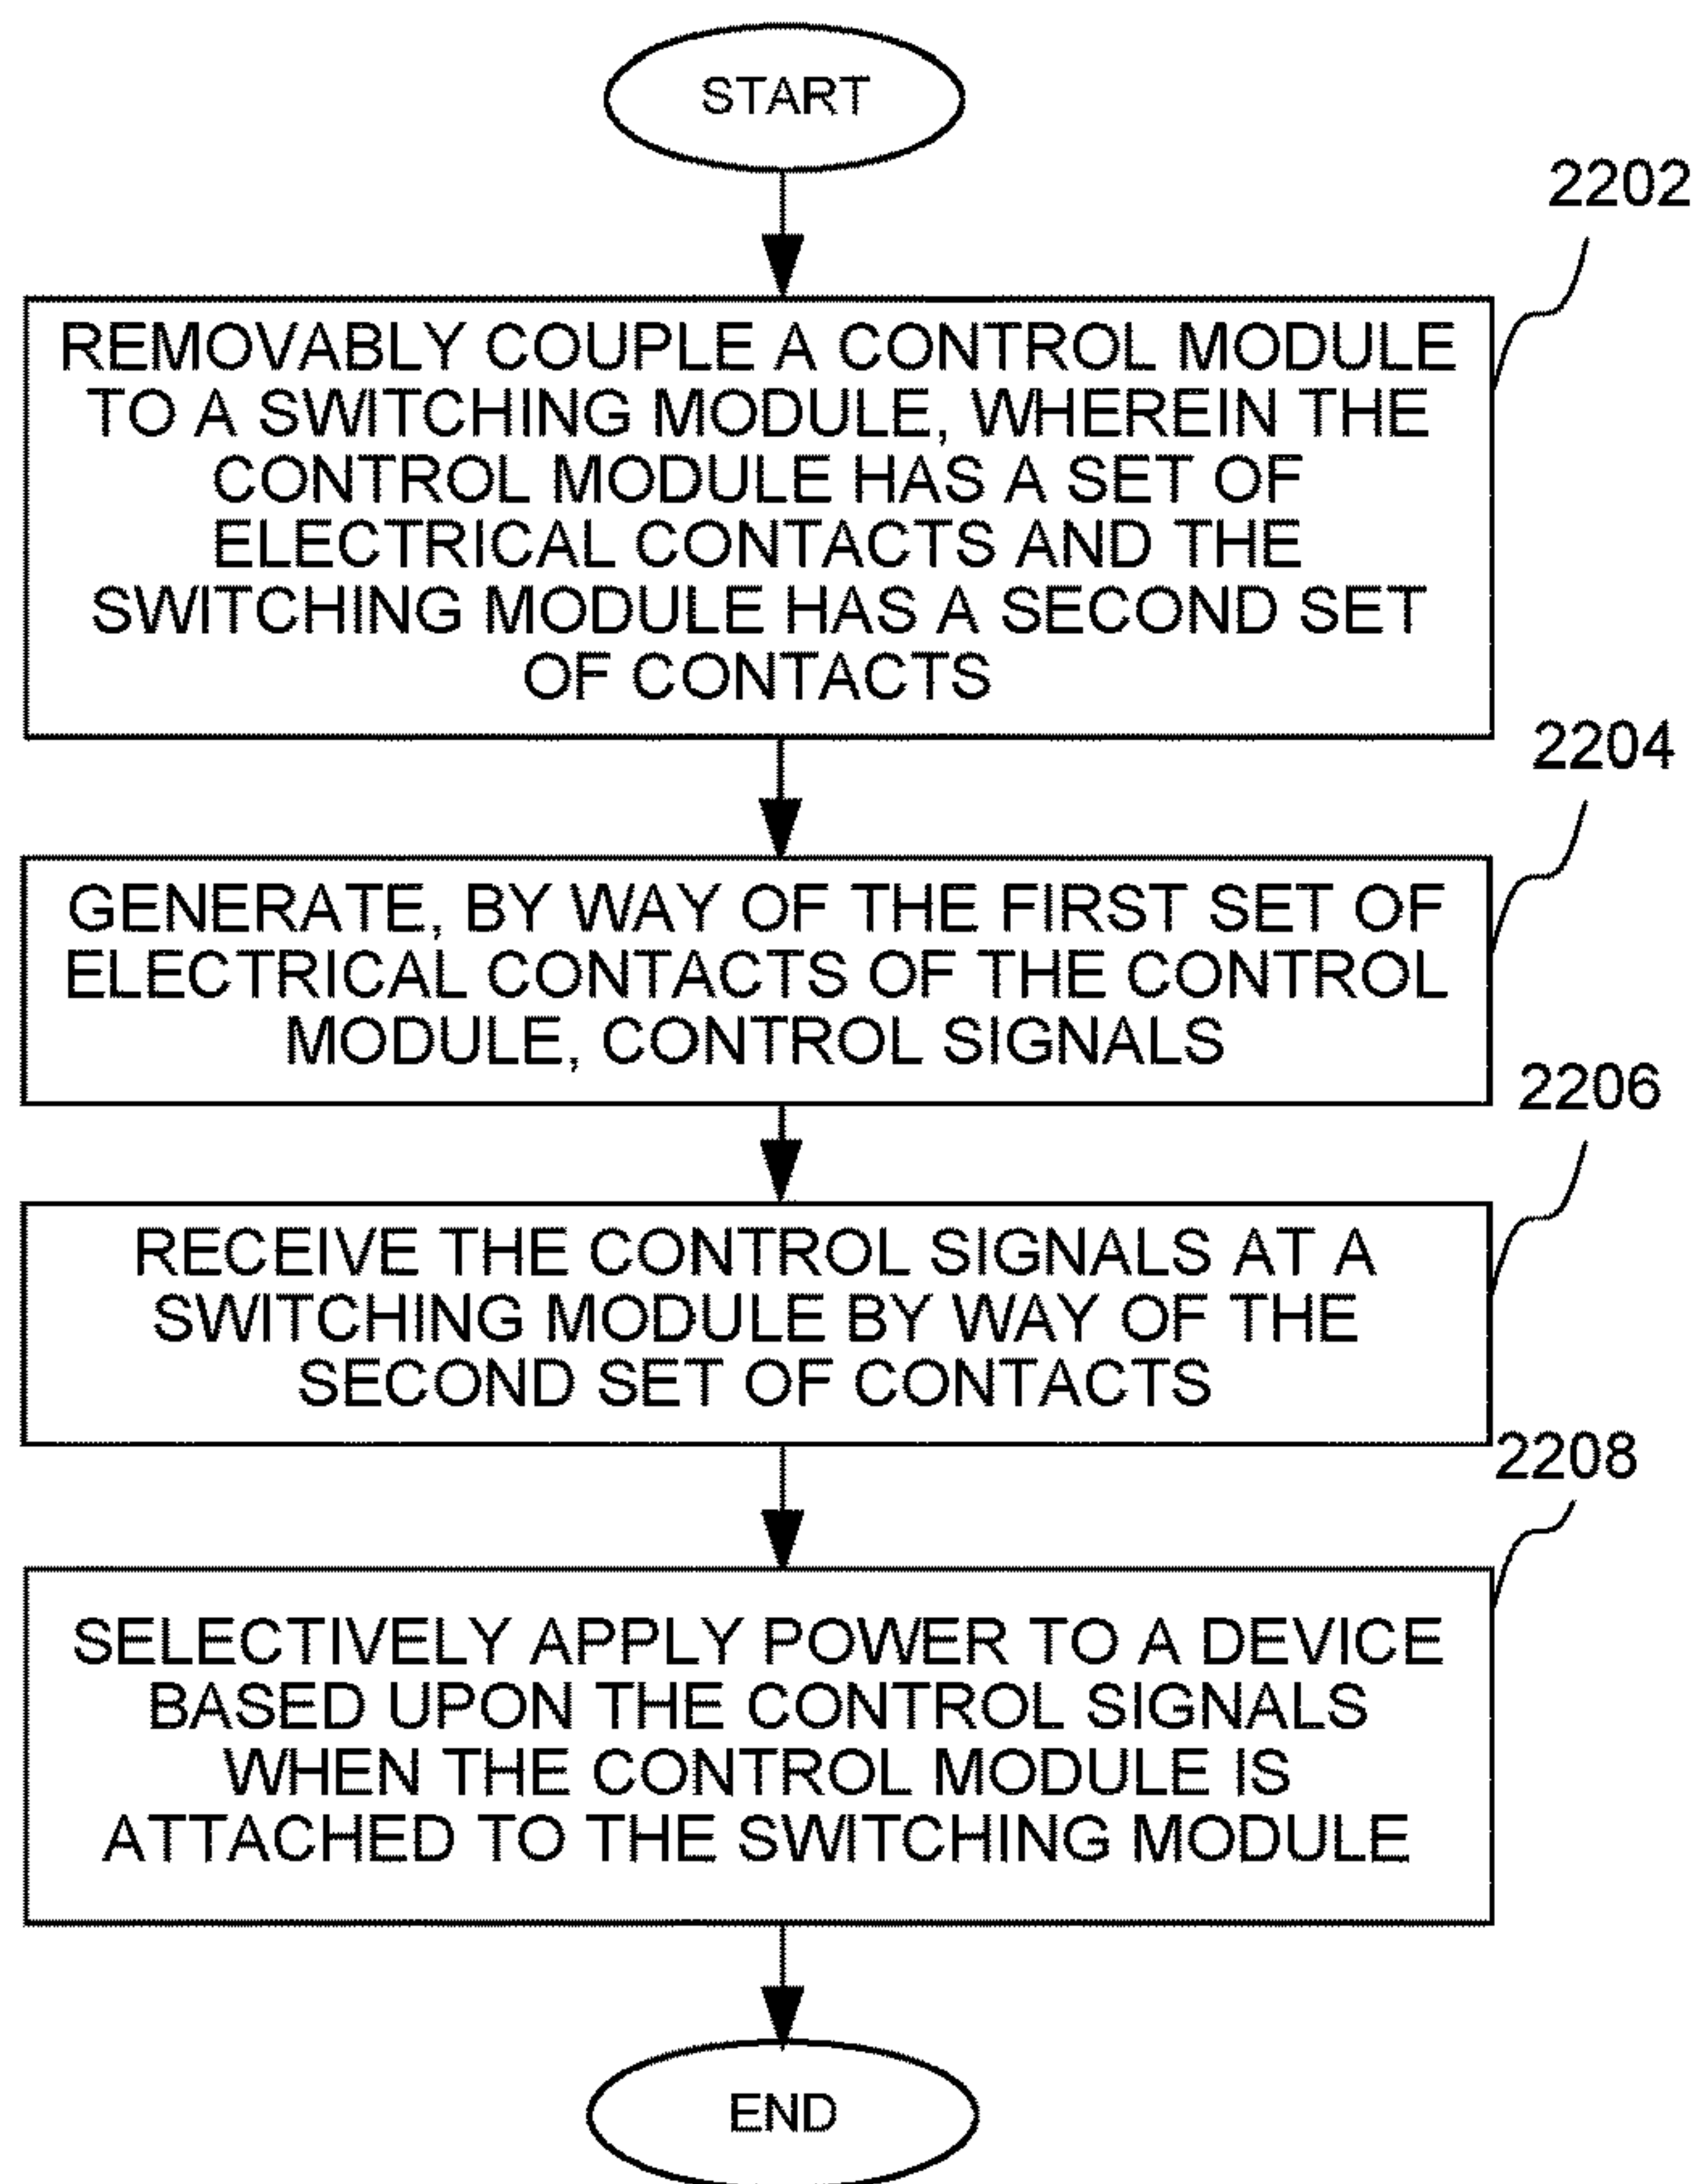 START
2202
REMOVABLY COUPLE A CONTROL MODULE
TO A SWITCHING MODULE, WHEREIN THE
CONTROL MODULE HAS A SET OF
ELECTRICAL CONTACTS AND THE
SWITCHING MODULE HAS A SECOND SET
OF CONTACTS
2204
GENERATE, BY WAY OF THE FIRST SET OF
ELECTRICAL CONTACTS OF THE CONTROL
MODULE, CONTROL SIGNALS
2206
RECEIVE THE CONTROL SIGNALS AT A
SWITCHING MODULE BY WAY OF THE
SECOND SET OF CONTACTS
2208
SELECTIVELY APPLY POWER TO A DEVICE
BASED UPON THE CONTROL SIGNALS
WHEN THE CONTROL MODULE IS
ATTACHED TO THE SWITCHING MODULE
END